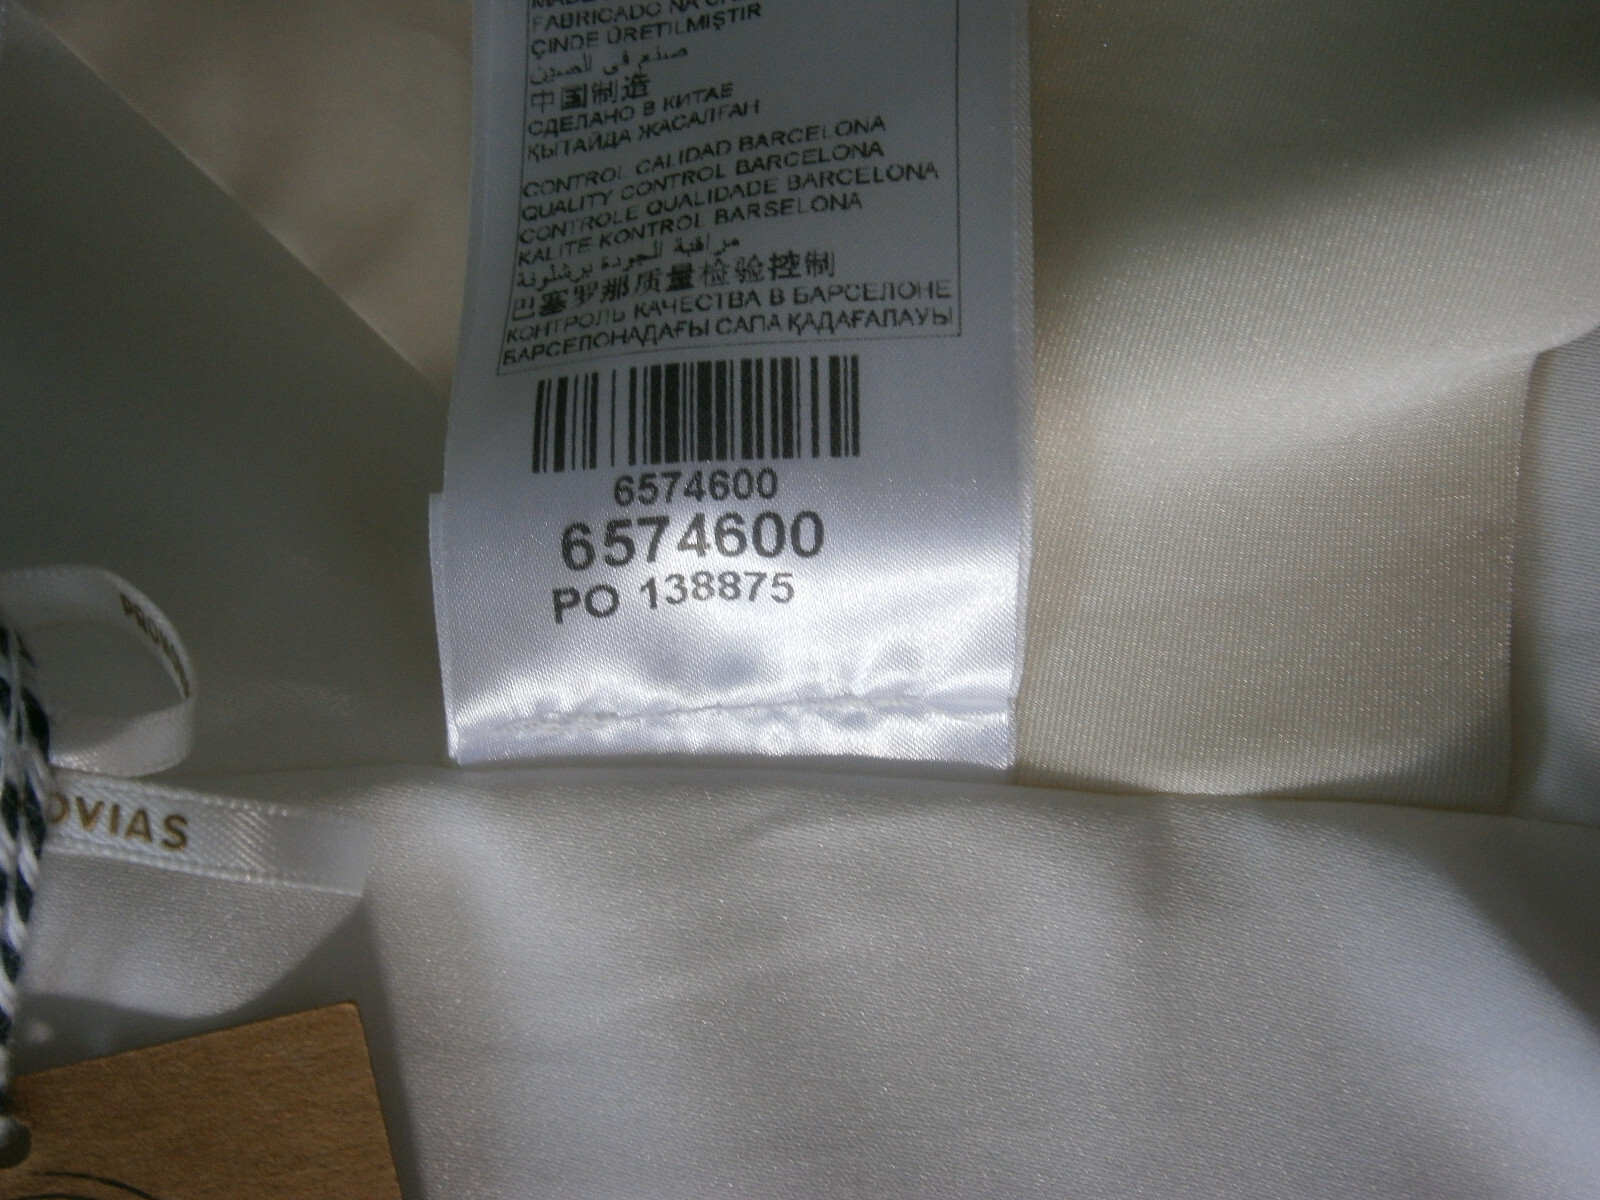 FABRICADO NA
ÇINDE ÜRETILMIŞTIR
صنع في الصين
中国制造
СДЕЛАНО В КИТАЕ
ҚЫТАЙДА ЖАСАЛҒАН
CONTROL CALIDAD BARCELONA
QUALITY CONTROL BARCELONA
CONTROLE QUALIDADE BARCELONA
KALITE KONTROL BARSELONA
مراقبة الجودة برشلونة
巴塞罗那质量检验控制
КОНТРОЛЬ КАЧЕСТВА В БАРСЕЛОНЕ
БАРСЕЛОНАДАҒЫ САПА ҚАДАҒАЛАУЫ
6574600
6574600
PO 138875
OVIAS